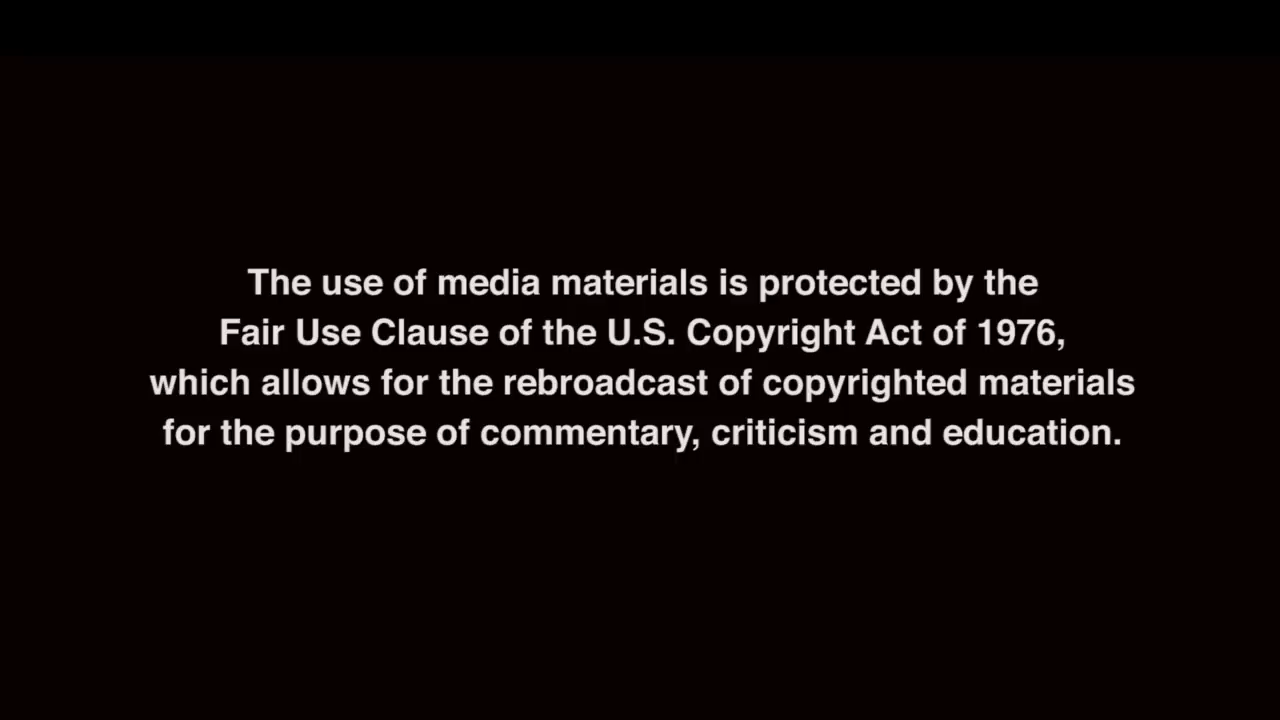 The use of media materials is protected by the
Fair Use Clause of the U.S. Copyright Act of 1976,
which allows for the rebroadcast of copyrighted materials
for the purpose of commentary, criticism and education.